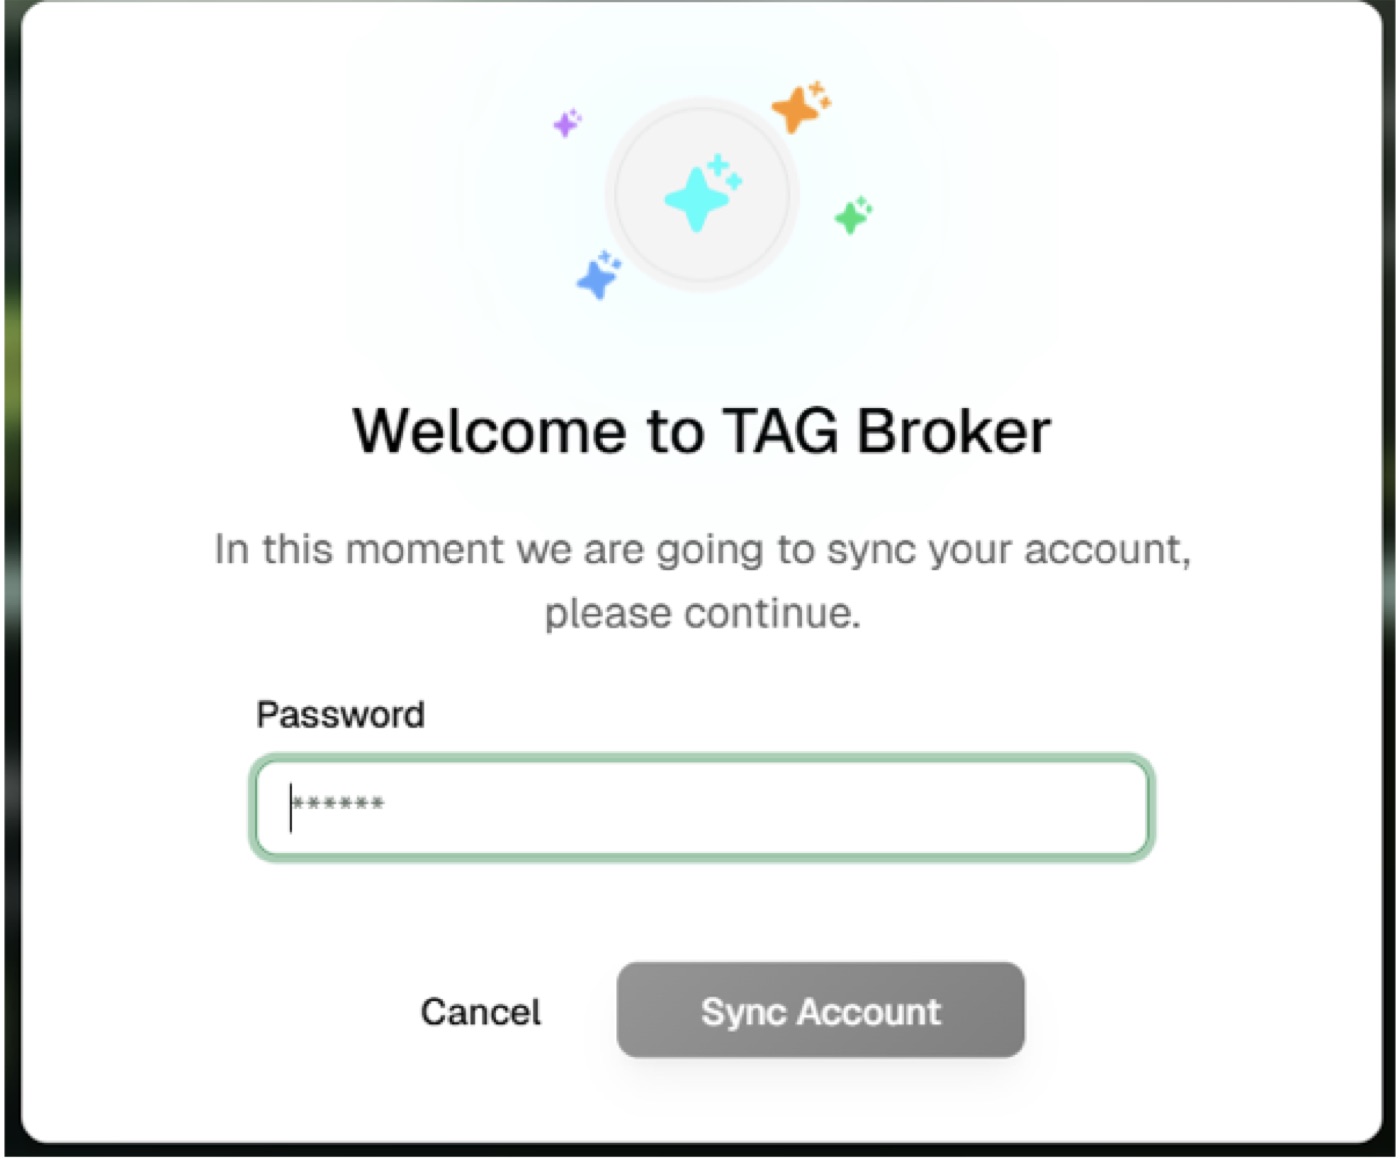 Welcome to TAG Broker
In this moment we are going to sync your account,
please continue.
Password
******
Cancel
Sync Account